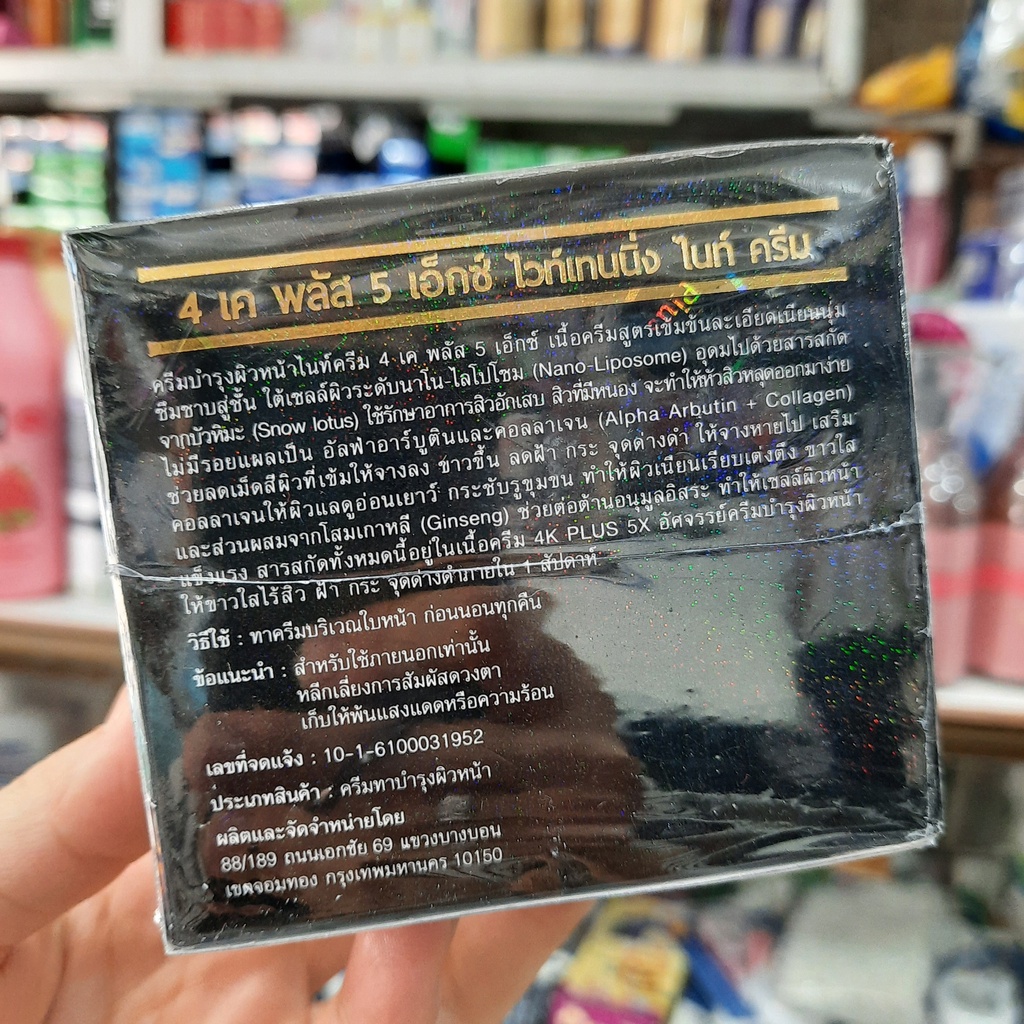 4 เค พลัส 5 เอ็กซ์ ไวท์เทนนิ่ง ไนท์ ครีม
ครีมบำรุงผิวหน้าไนท์ครีม 4 เค พลัส 5 เอ็กซ์ เนื้อครีมสูตรเข้มข้นละเอียดเนียนนุ่ม
ซึมซาบสู่ชั้น ใต้เซลล์ผิวระดับนาโน-ไลโปโซม (Nano-Liposome) อุดมไปด้วยสารสกัด
จากบัวหิมะ (Snow lotus) ใช้รักษาอาการสิวอักเสบ สิวที่มีหนอง จะทำให้หัวสิวหลุดออกมาง่าย
ไม่มีรอยแผลเป็น อัลฟ่าอาร์บูตินและคอลลาเจน (Alpha Arbutin + Collagen)
ช่วยลดเม็ดสีผิวที่เข้มให้จางลง ขาวขึ้น ลดฝ้า กระ จุดด่างดำ ให้จางหายไป เสริม
คอลลาเจนให้ผิวแลดูอ่อนเยาว์ กระชับรูขุมขน ทำให้ผิวเนียนเรียบเต่งตึง ขาวใส
และส่วนผสมจากโสมเกาหลี (Ginseng) ช่วยต่อต้านอนุมูลอิสระ ทำให้เซลล์ผิวหน้า
แข็งแรง สารสกัดทั้งหมดนี้อยู่ในเนื้อครีม 4K PLUS 5X อัศจรรย์ครีมบำรุงผิวหน้า
ให้ขาวใสไร้สิว ฝ้า กระ จุดด่างดำภายใน 1 สัปดาห์
วิธีใช้ : ทาครีมบริเวณใบหน้า ก่อนนอนทุกคืน
ข้อแนะนำ : สำหรับใช้ภายนอกเท่านั้น
หลีกเลี่ยงการสัมผัสดวงตา
เก็บให้พ้นแสงแดดหรือความร้อน
เลขที่จดแจ้ง : 10-1-6100031952
ประเภทสินค้า : ครีมทาบำรุงผิวหน้า
ผลิตและจัดจำหน่ายโดย
88/189 ถนนเอกชัย 69 แขวงบางบอน
เขตจอมทอง กรุงเทพมหานคร 10150